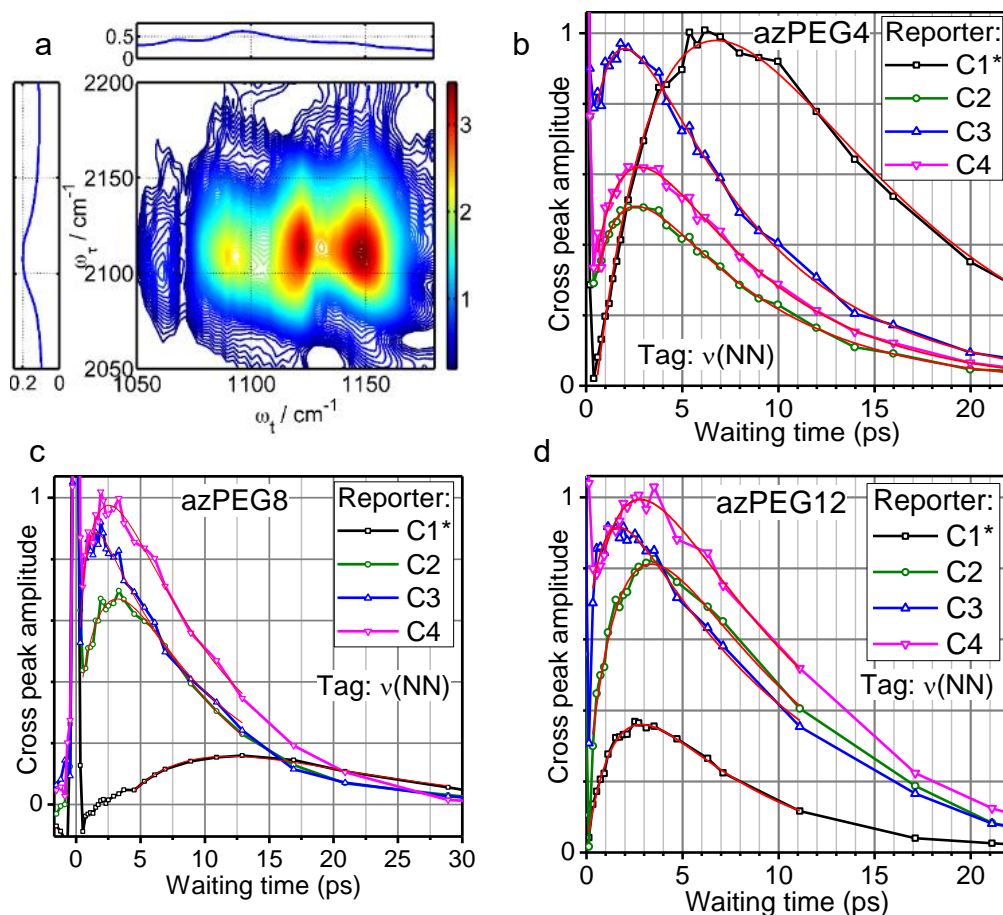 a
0.5
0
2200
2150
2100
2050
ω_τ / cm⁻¹
0.2
0
1050
1100
1150
ω_t / cm⁻¹
3
2
1
b
azPEG4
Reporter:
C1*
C2
C3
C4
Tag: ν(NN)
Cross peak amplitude
1
0
0
5
10
15
20
Waiting time (ps)
c
azPEG8
Reporter:
C1*
C2
C3
C4
Tag: ν(NN)
Cross peak amplitude
1
0
0
5
10
15
20
25
30
Waiting time (ps)
d
azPEG12
Reporter:
C1*
C2
C3
C4
Tag: ν(NN)
Cross peak amplitude
1
0
0
5
10
15
20
Waiting time (ps)